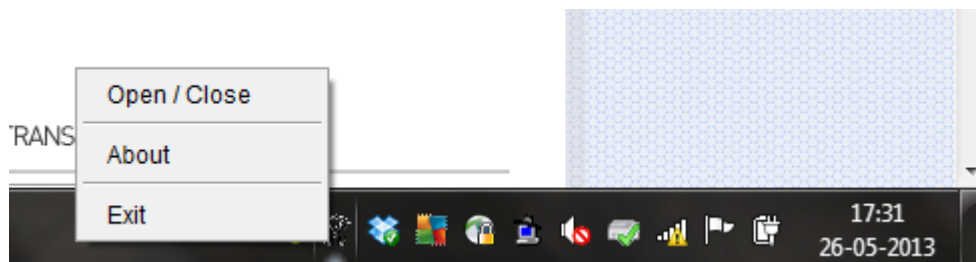 Open / Close
TRANS
About
Exit
17:31
26-05-2013